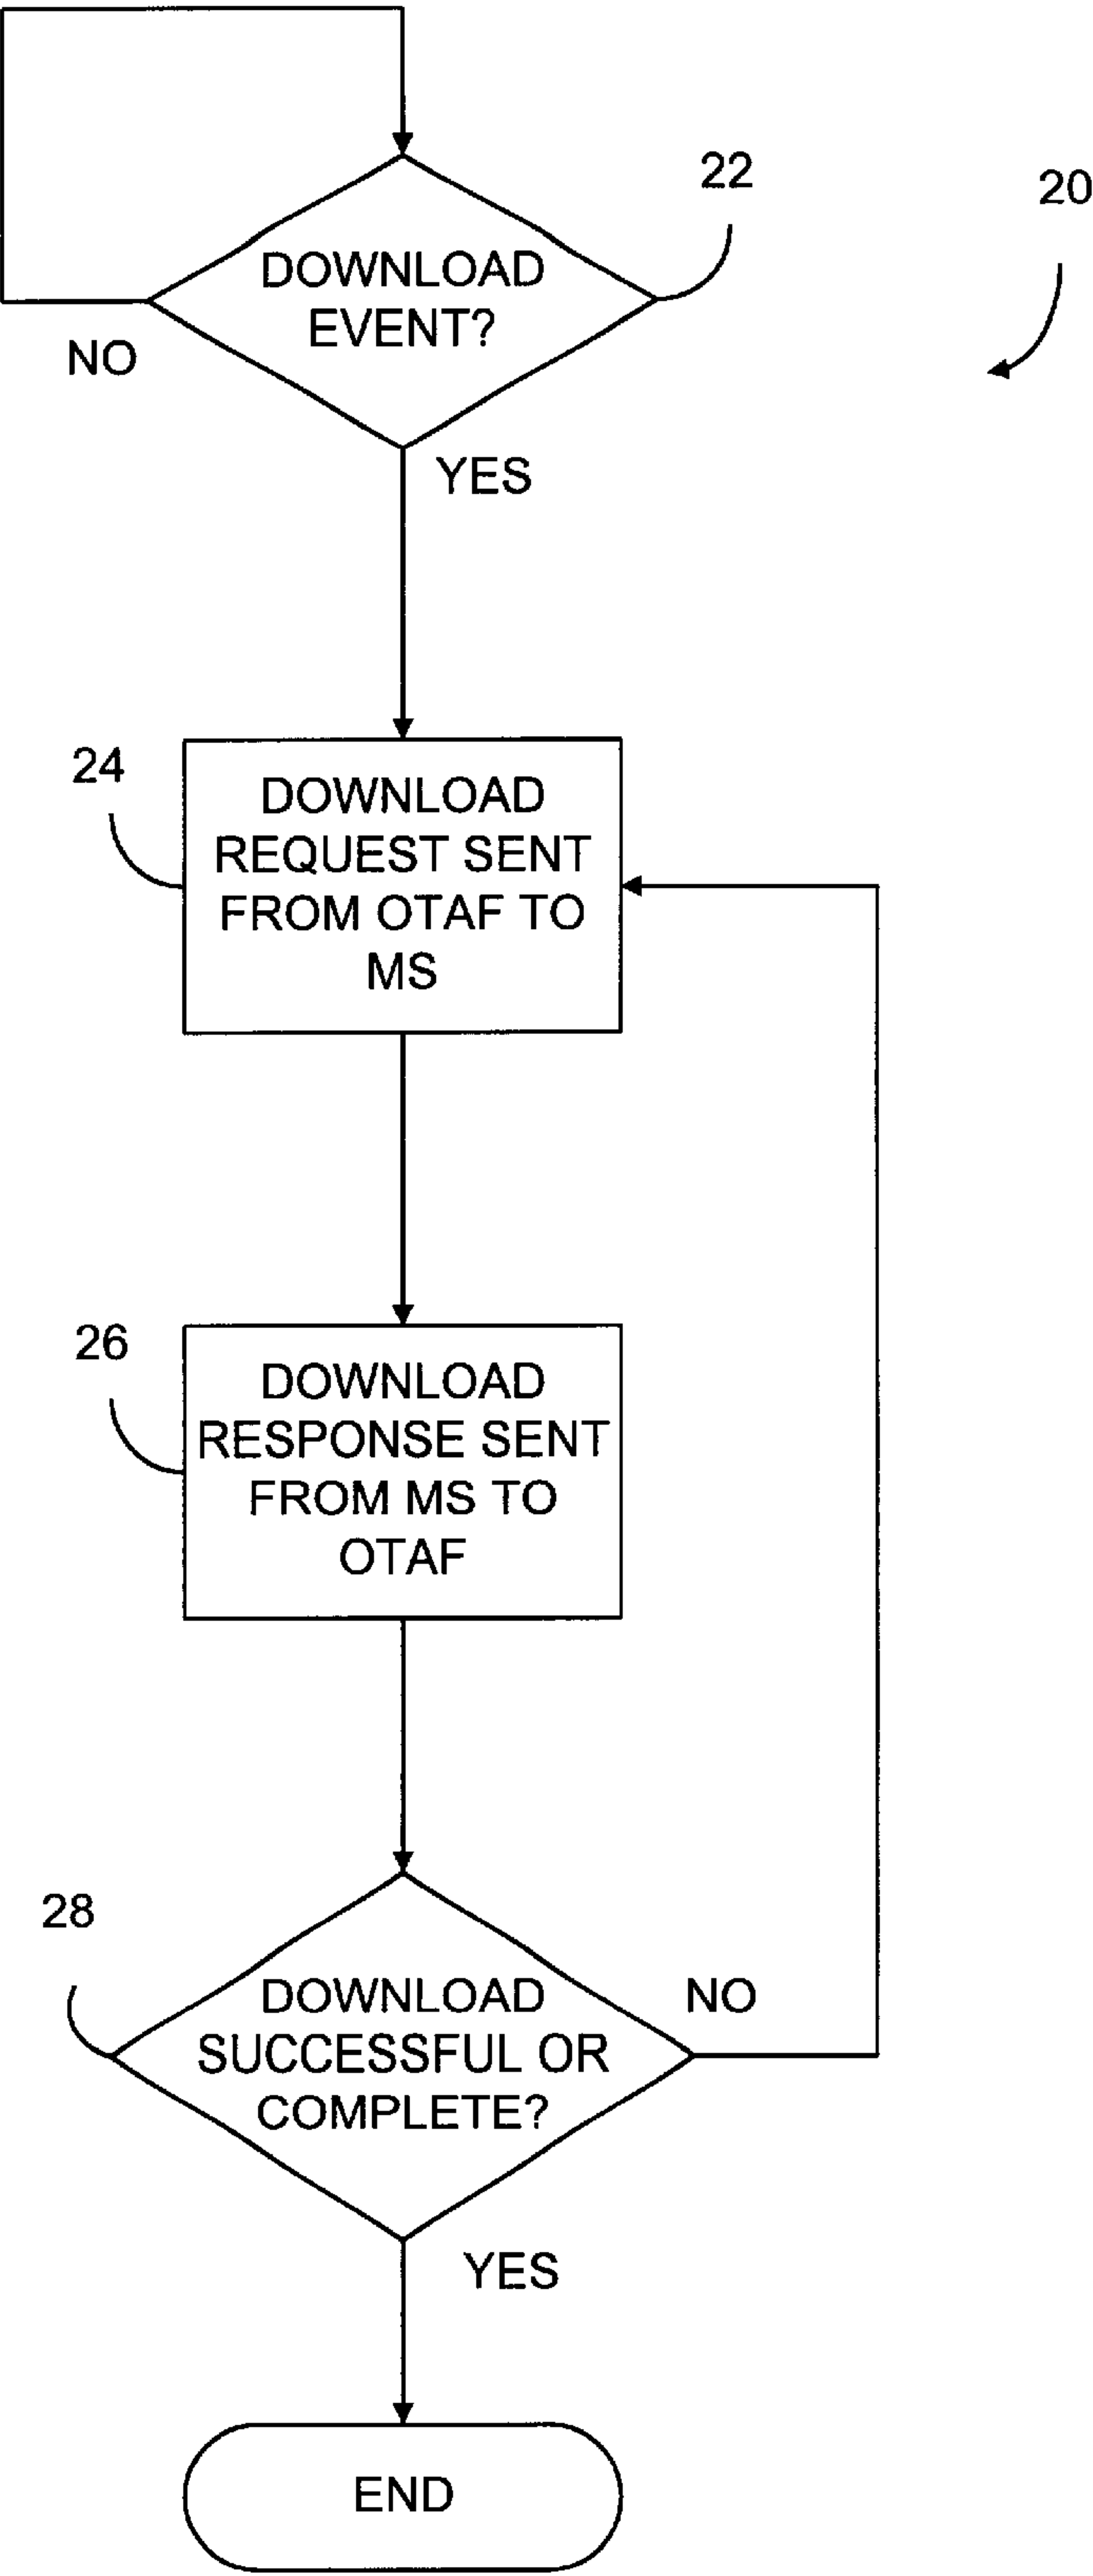 22
20
DOWNLOAD
EVENT?
NO
YES
24
DOWNLOAD
REQUEST SENT
FROM OTAF TO
MS
26
DOWNLOAD
RESPONSE SENT
FROM MS TO
OTAF
28
DOWNLOAD
SUCCESSFUL OR
COMPLETE?
NO
YES
END